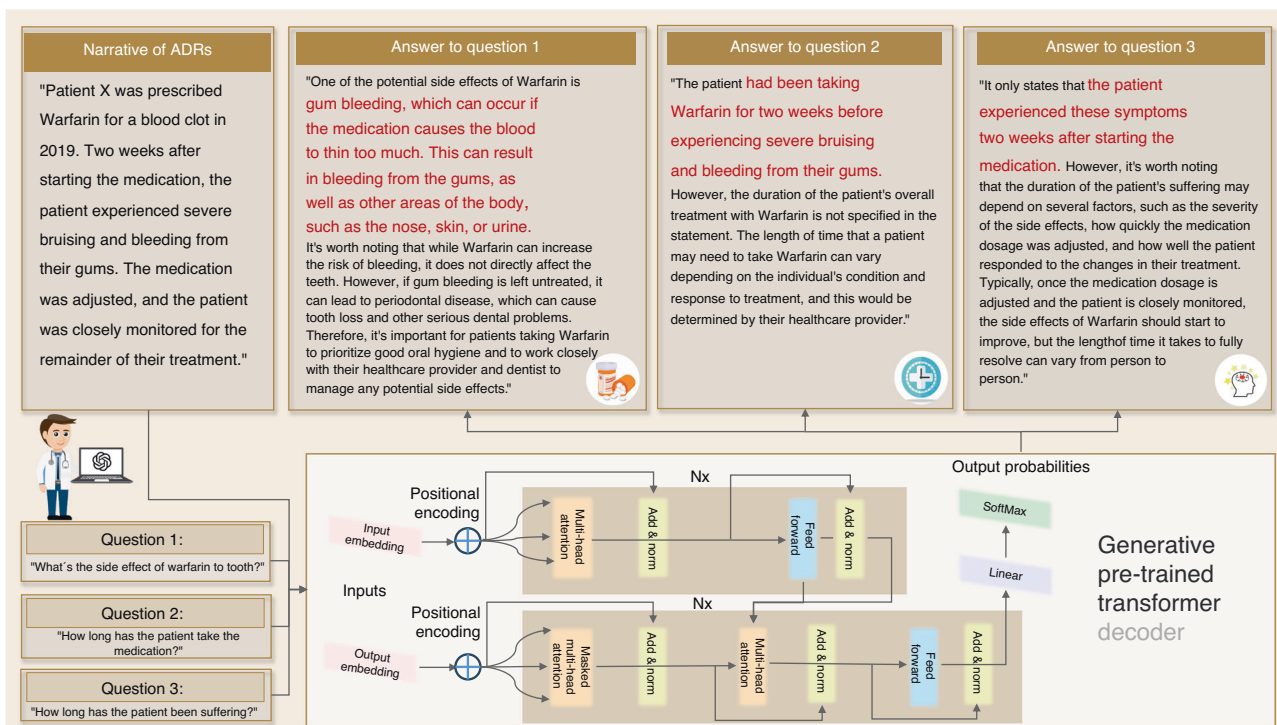 Narrative of ADRs
"Patient X was prescribed
Warfarin for a blood clot in
2019. Two weeks after
starting the medication, the
patient experienced severe
bruising and bleeding from
their gums. The medication
was adjusted, and the patient
was closely monitored for the
remainder of their treatment."
Answer to question 1
"One of the potential side effects of Warfarin is
gum bleeding, which can occur if
the medication causes the blood
to thin too much. This can result
in bleeding from the gums, as
well as other areas of the body,
such as the nose, skin, or urine.
It's worth noting that while Warfarin can increase
the risk of bleeding, it does not directly affect the
teeth. However, if gum bleeding is left untreated, it
can lead to periodontal disease, which can cause
tooth loss and other serious dental problems.
Therefore, it's important for patients taking Warfarin
to prioritize good oral hygiene and to work closely
with their healthcare provider and dentist to
manage any potential side effects."
Answer to question 2
"The patient had been taking
Warfarin for two weeks before
experiencing severe bruising
and bleeding from their gums.
However, the duration of the patient's overall
treatment with Warfarin is not specified in the
statement. The length of time that a patient
may need to take Warfarin can vary
depending on the individual's condition and
response to treatment, and this would be
determined by their healthcare provider."
Answer to question 3
"It only states that the patient
experienced these symptoms
two weeks after starting the
medication. However, it's worth noting
that the duration of the patient's suffering may
depend on several factors, such as the severity
of the side effects, how quickly the medication
dosage was adjusted, and how well the patient
responded to the changes in their treatment.
Typically, once the medication dosage is
adjusted and the patient is closely monitored,
the side effects of Warfarin should start to
improve, but the lengthof time it takes to fully
resolve can vary from person to
person."
Question 1:
"What´s the side effect of warfarin to tooth?"
Question 2:
"How long has the patient take the
medication?"
Question 3:
"How long has the patient been suffering?"
Inputs
Input
embedding
Positional
encoding
Multi-head
attention
Add & norm
Nx
Feed
forward
Add & norm
Output
embedding
Positional
encoding
Masked
multi-head
attention
Add & norm
Nx
Multi-head
attention
Add & norm
Feed
forward
Add & norm
Output probabilities
SoftMax
Linear
Generative
pre-trained
transformer
decoder